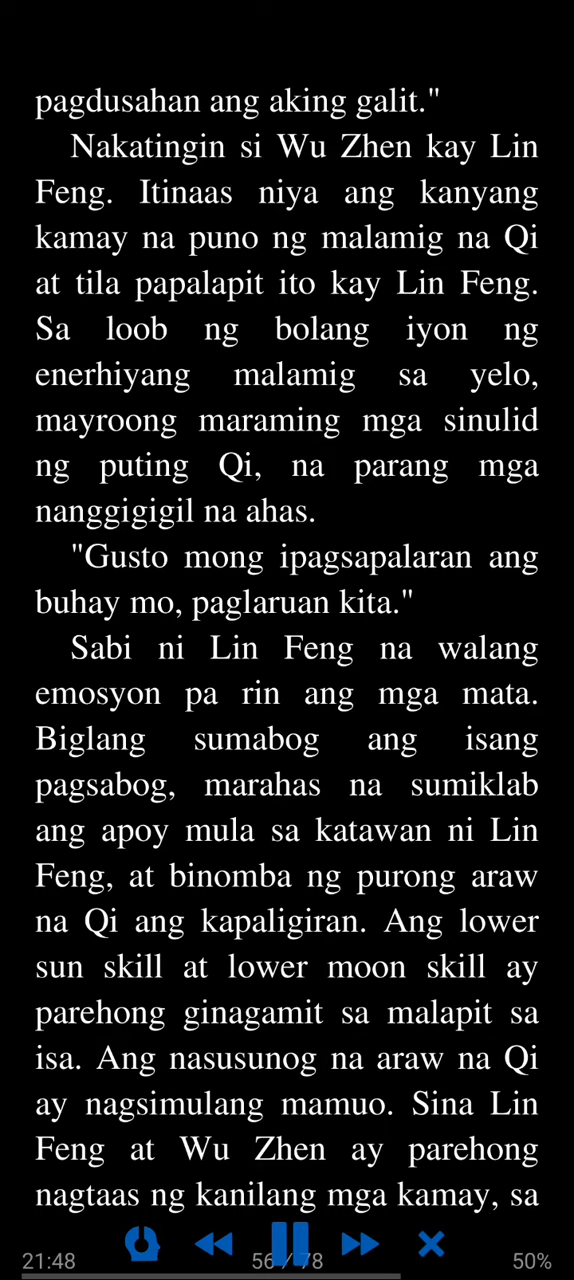 pagdusahan ang aking galit."
Nakatingin si Wu Zhen kay Lin
Feng. Itinaas niya ang kanyang
kamay na puno ng malamig na Qi
at tila papalapit ito kay Lin Feng.
Sa loob ng bolang iyon ng
enerhiyang malamig sa yelo,
mayroong maraming mga sinulid
ng puting Qi, na parang mga
nanggigigil na ahas.
"Gusto mong ipagsapalaran ang
buhay mo, paglaruan kita."
Sabi ni Lin Feng na walang
emosyon pa rin ang mga mata.
Biglang sumabog ang isang
pagsabog, marahas na sumiklab
ang apoy mula sa katawan ni Lin
Feng, at binomba ng purong araw
na Qi ang kapaligiran. Ang lower
sun skill at lower moon skill ay
parehong ginagamit sa malapit sa
isa. Ang nasusunog na araw na Qi
ay nagsimulang mamuo. Sina Lin
Feng at Wu Zhen ay parehong
nagtaas ng kanilang mga kamay, sa
21:48 56 / 78 50%